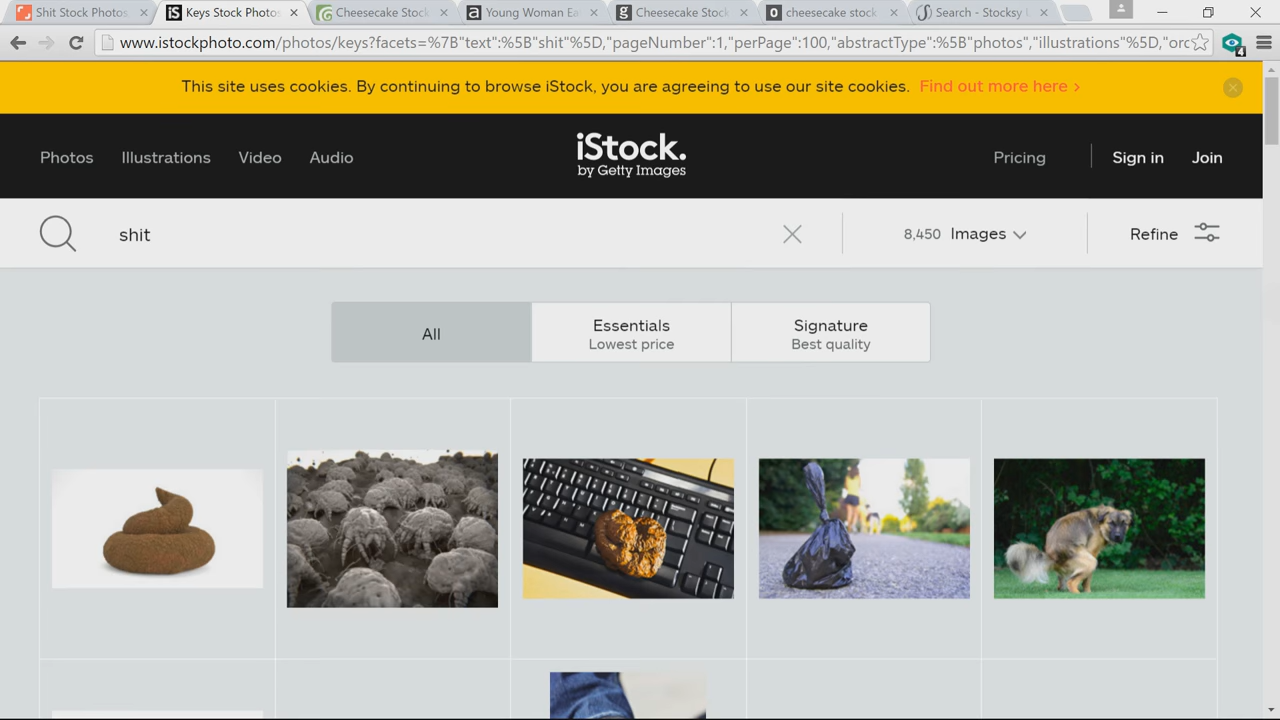 Shit Stock Photos
Keys Stock Photos
Cheesecake Stock
Young Woman Ea
Cheesecake Stock
cheesecake stock
Search - Stocksy
www.istockphoto.com/photos/keys?facets=%7B"text":%5B"shit"%5D,"pageNumber":1,"perPage":100,"abstractType":%5B"photos","illustrations"%5D,"or
4
This site uses cookies. By continuing to browse iStock, you are agreeing to use our site cookies. Find out more here >
Photos Illustrations Video Audio
iStock.
by Getty Images
Pricing Sign in Join
shit
8,450 Images
Refine
All
Essentials
Lowest price
Signature
Best quality